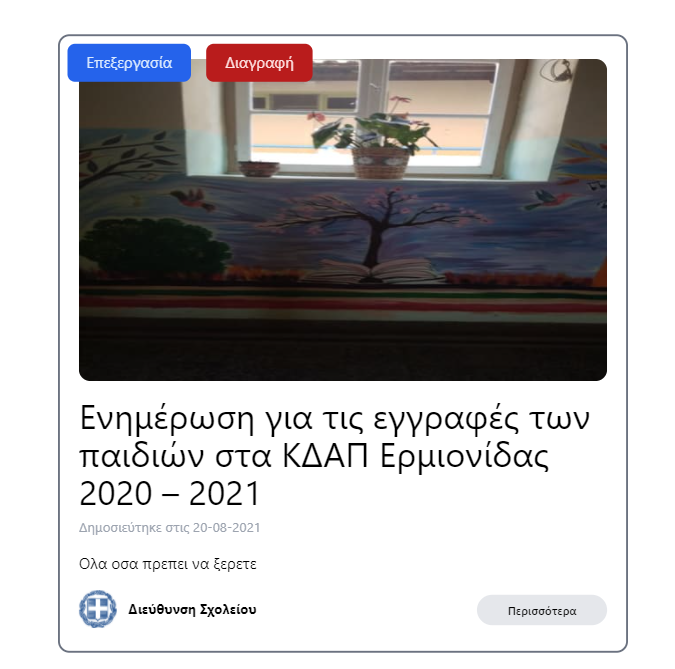 Επεξεργασία
Διαγραφή
Ενημέρωση για τις εγγραφές των
παιδιών στα ΚΔΑΠ Ερμιονίδας
2020 – 2021
Δημοσιεύτηκε στις 20-08-2021
Ολα οσα πρεπει να ξερετε
Διεύθυνση Σχολείου
Περισσότερα